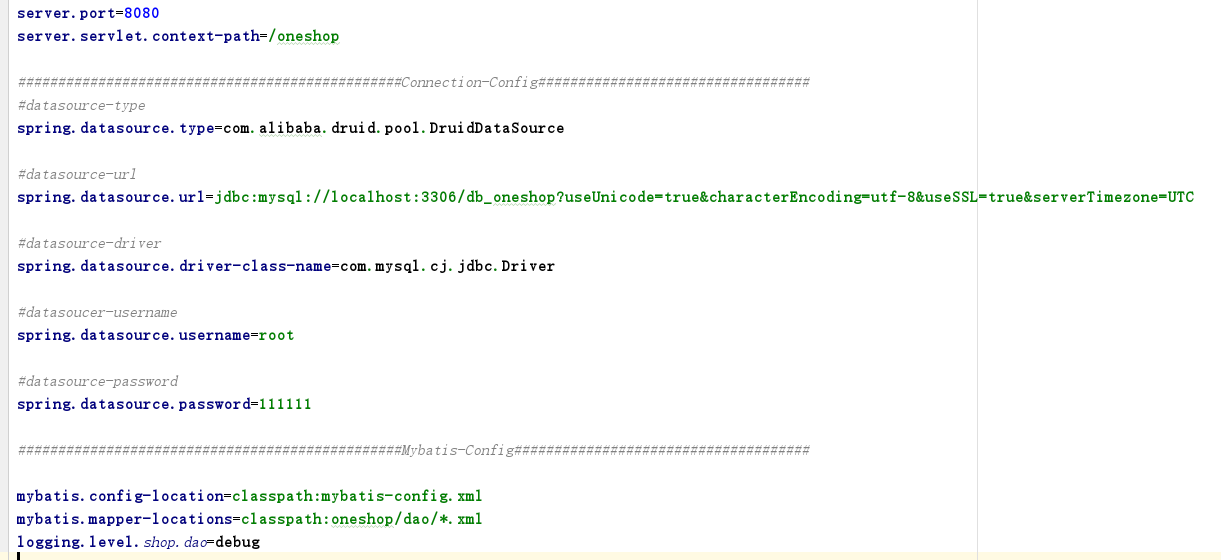 server.port=8080
server.servlet.context-path=/oneshop
###########################################Connection-Config##############################
#datasource-type
spring.datasource.type=com.alibaba.druid.pool.DruidDataSource
#datasource-url
spring.datasource.url=jdbc:mysql://localhost:3306/db_oneshop?useUnicode=true&characterEncoding=utf-8&useSSL=true&serverTimezone=UTC
#datasource-driver
spring.datasource.driver-class-name=com.mysql.cj.jdbc.Driver
#datasoucer-username
spring.datasource.username=root
#datasource-password
spring.datasource.password=111111
###########################################Mybatis-Config#################################
mybatis.config-location=classpath:mybatis-config.xml
mybatis.mapper-locations=classpath:oneshop/dao/*.xml
logging.level.shop.dao=debug